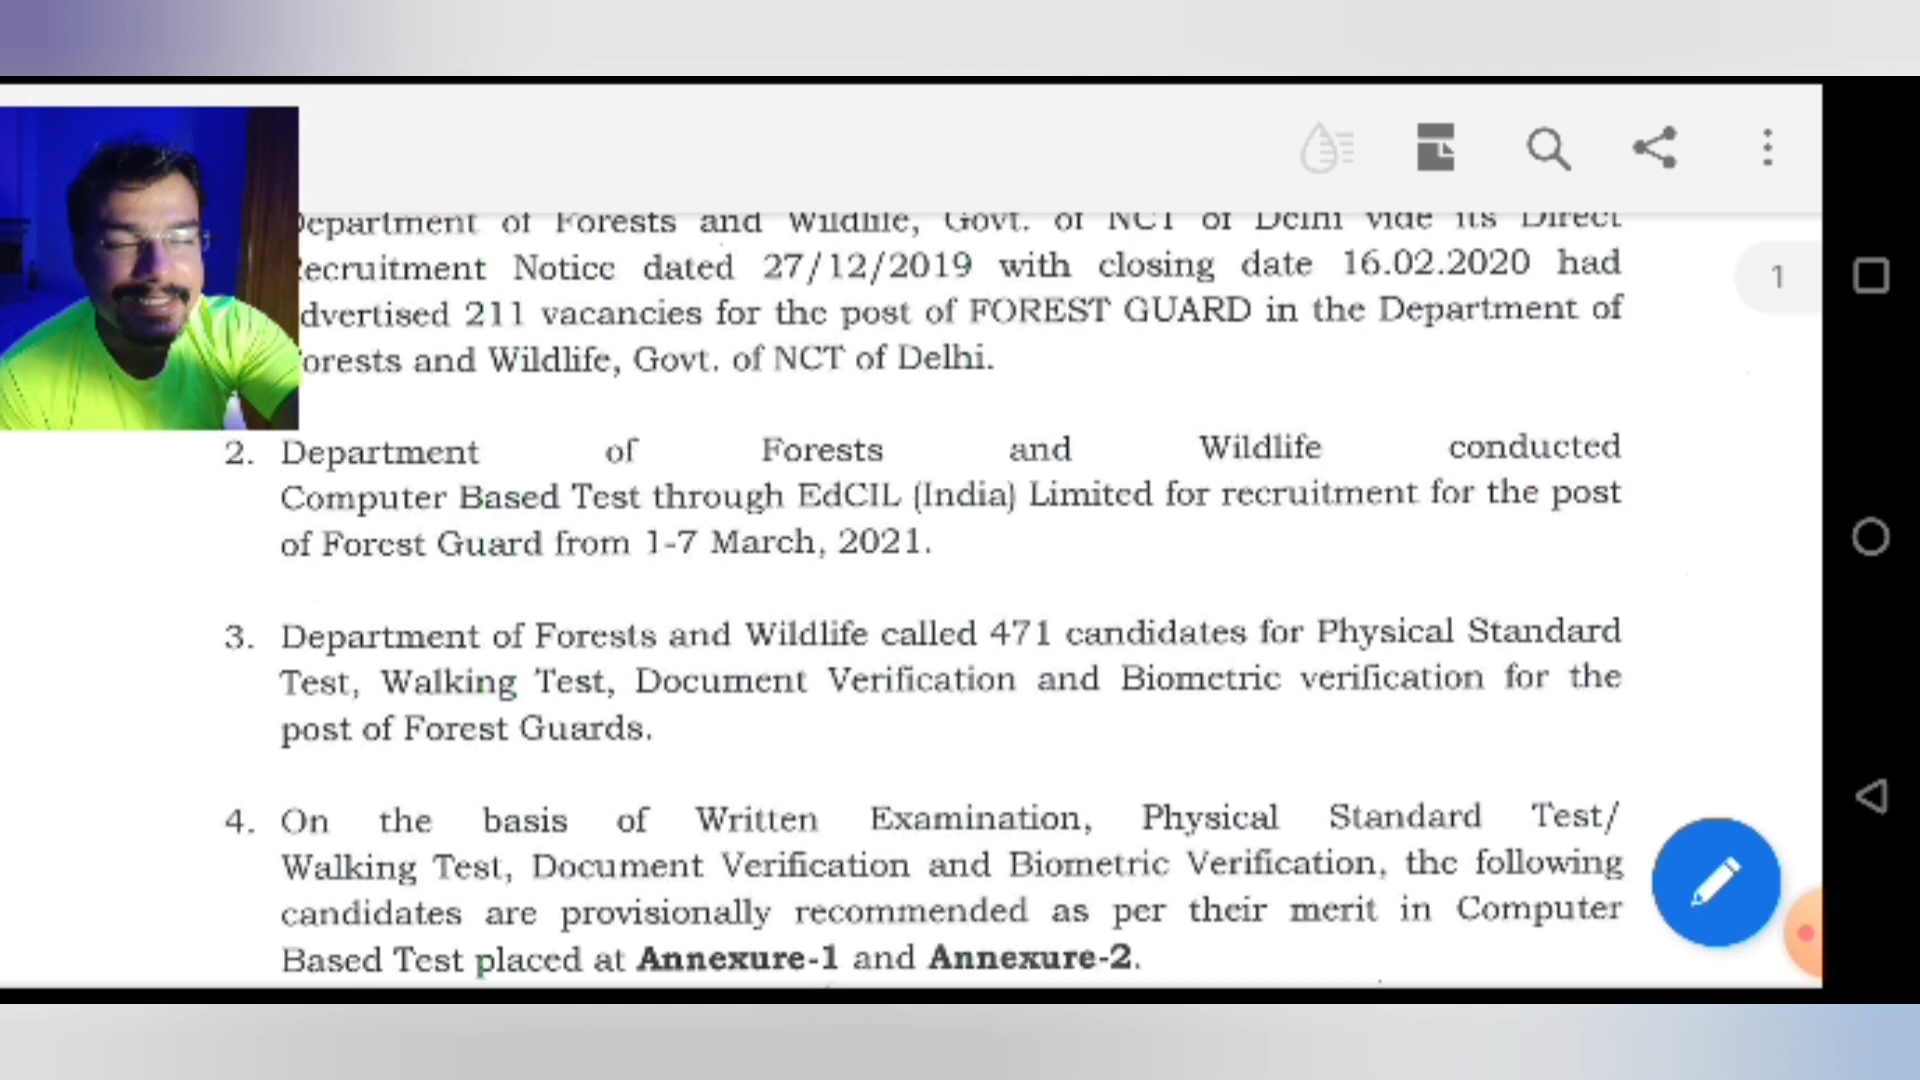 Department of Forests and Wildlife, Govt. of NCT of Delhi vide its Direct
ecruitment Notice dated 27/12/2019 with closing date 16.02.2020 had
dvertised 211 vacancies for the post of FOREST GUARD in the Department of
orests and Wildlife, Govt. of NCT of Delhi.
2. Department of Forests and Wildlife conducted
Computer Based Test through EdCIL (India) Limited for recruitment for the post
of Forest Guard from 1-7 March, 2021.
3. Department of Forests and Wildlife called 471 candidates for Physical Standard
Test, Walking Test, Document Verification and Biometric verification for the
post of Forest Guards.
4. On the basis of Written Examination, Physical Standard Test/
Walking Test, Document Verification and Biometric Verification, the following
candidates are provisionally recommended as per their merit in Computer
Based Test placed at Annexure-1 and Annexure-2.
1